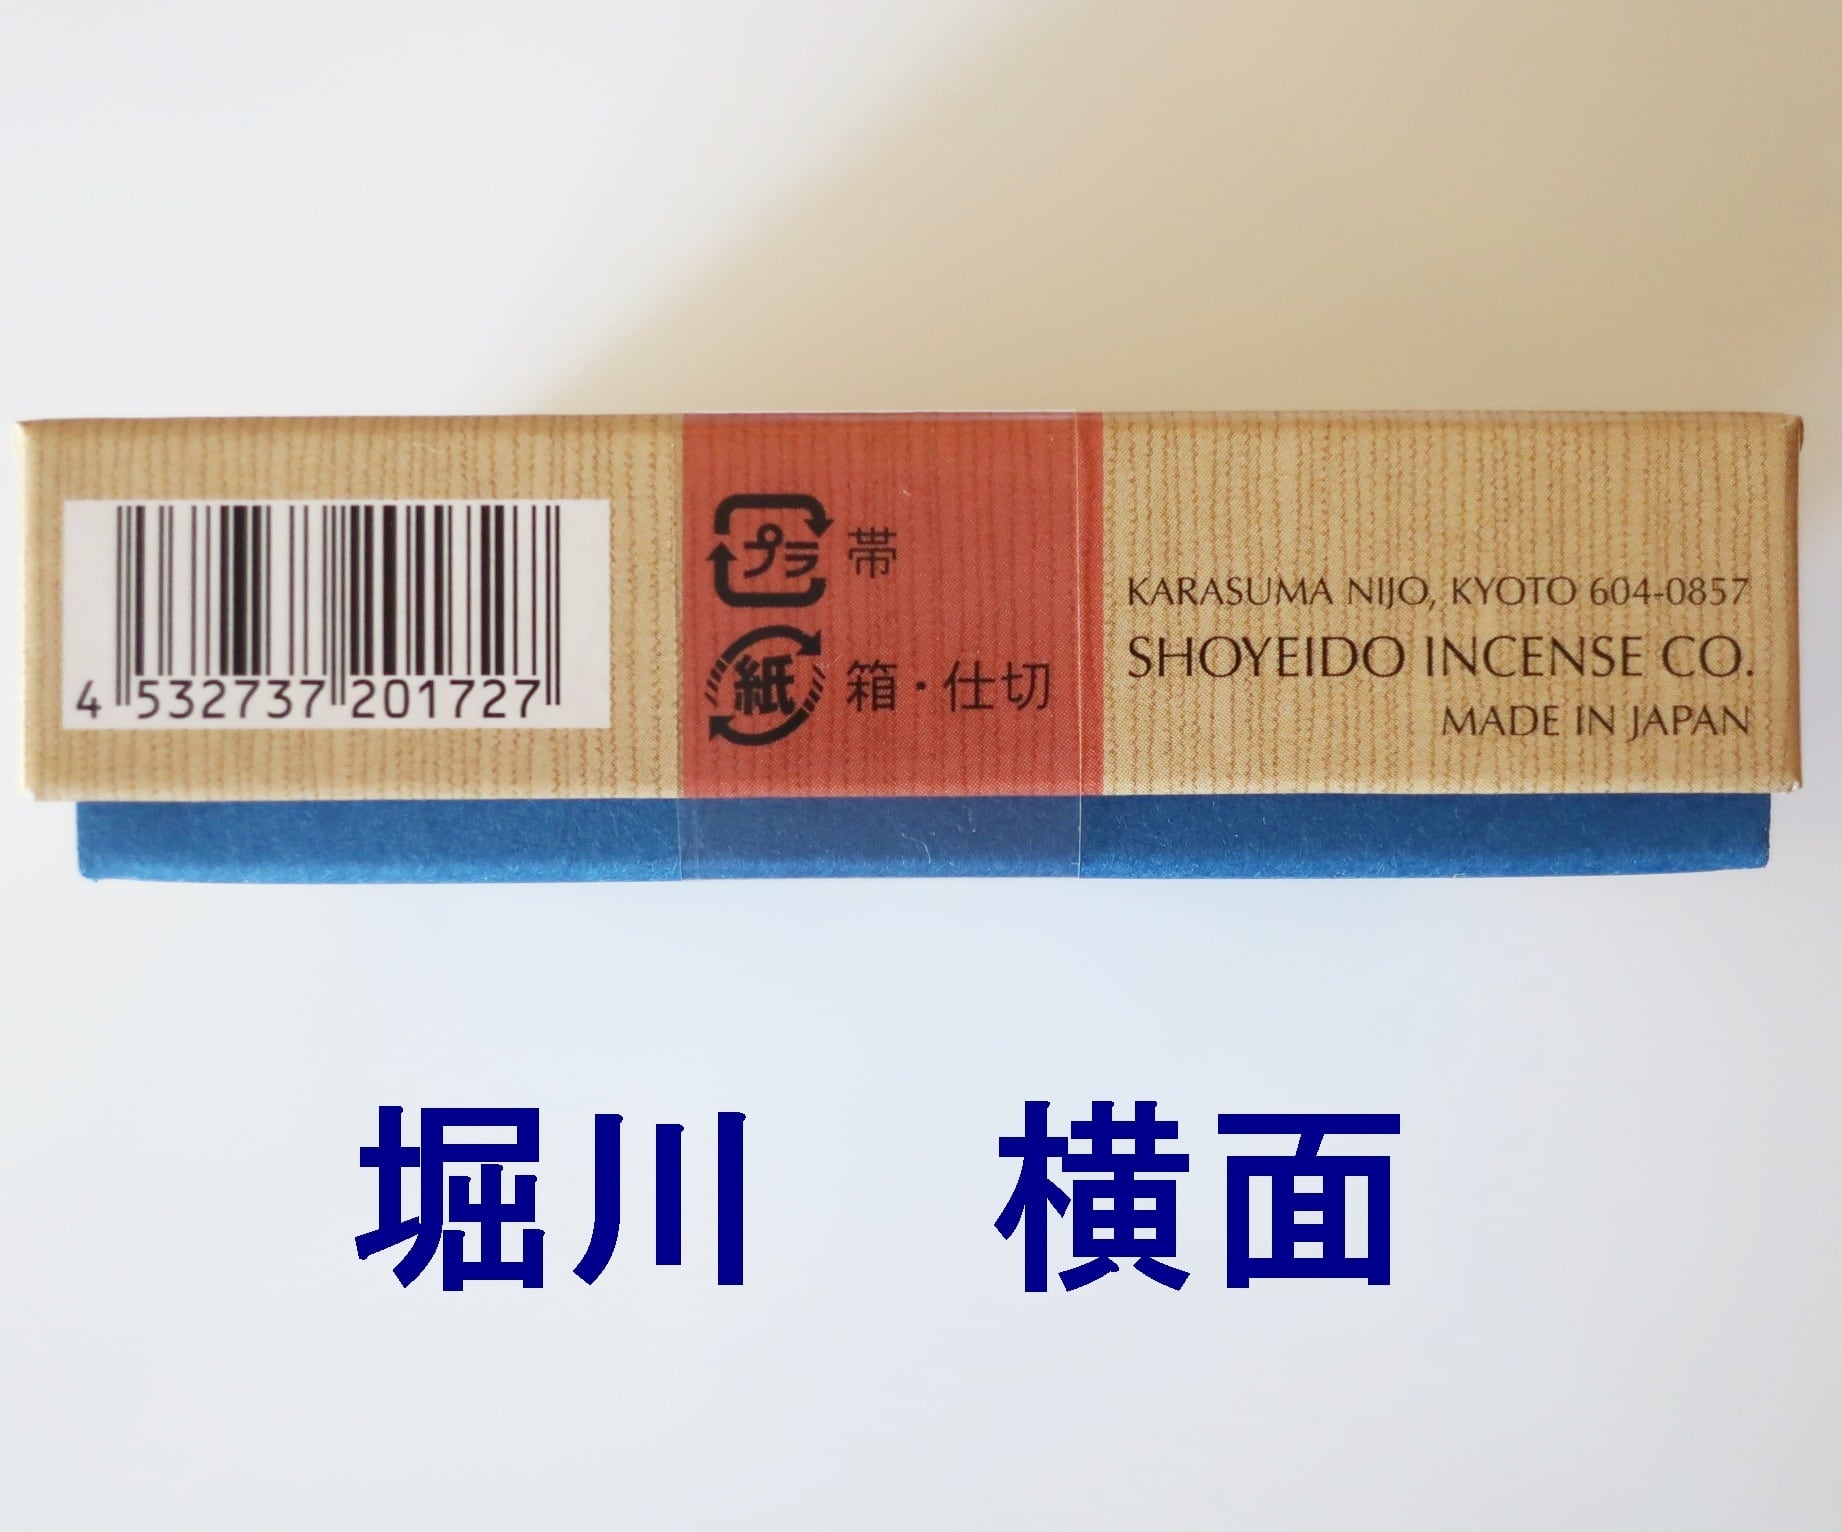 4 532737 201727
プラ 帯
紙 箱・仕切
KARASUMA NIJO, KYOTO 604-0857
SHOYEIDO INCENSE CO.
MADE IN JAPAN
堀川 横面